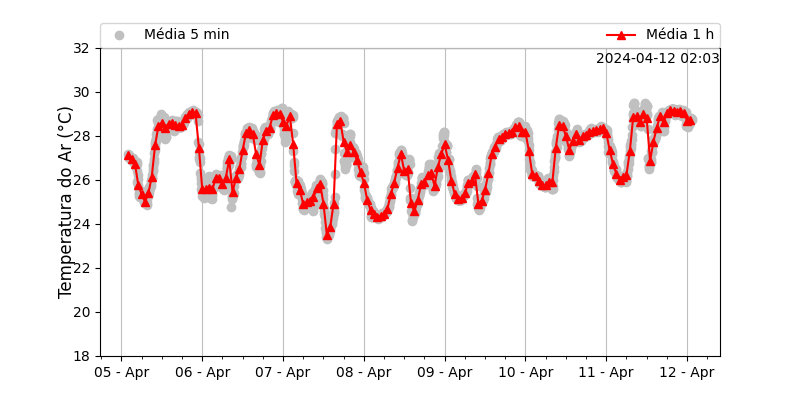 Média 5 min
Média 1 h
2024-04-12 02:03
Temperatura do Ar (°C)
32
30
28
26
24
22
20
18
05 - Apr
06 - Apr
07 - Apr
08 - Apr
09 - Apr
10 - Apr
11 - Apr
12 - Apr